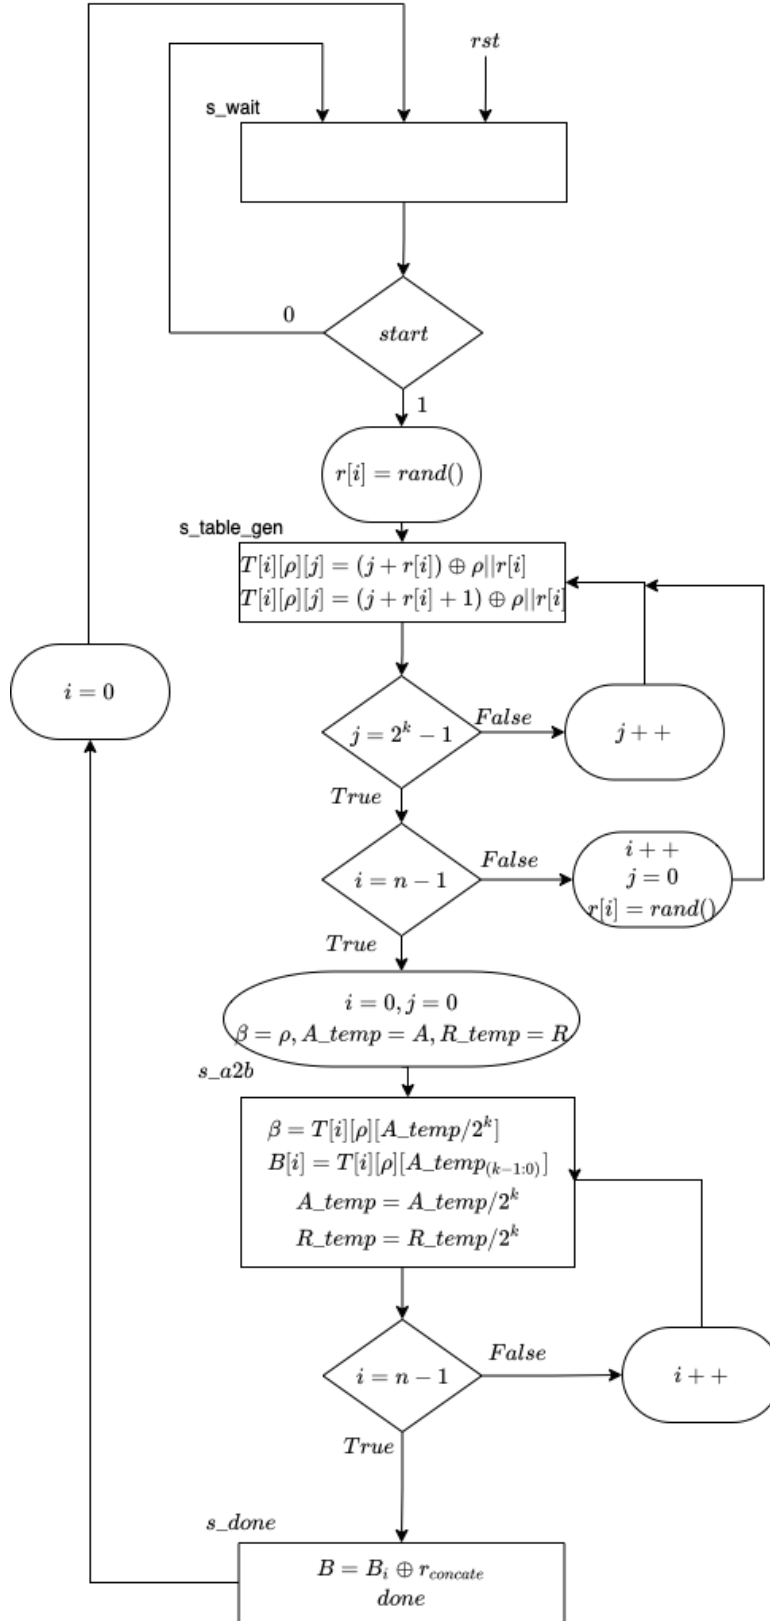 rst
s_wait
0
start
1
r[i] = rand()
s_table_gen
T[i][ρ][j] = (j + r[i]) ⊕ ρ||r[i]
T[i][ρ][j] = (j + r[i] + 1) ⊕ ρ||r[i]
i = 0
j = 2^k − 1
False
j + +
True
i = n − 1
False
i + +
j = 0
r[i] = rand()
True
i = 0, j = 0
β = ρ, A_temp = A, R_temp = R
s_a2b
β = T[i][ρ][A_temp/2^k]
B[i] = T[i][ρ][A_temp_(k−1:0)]
A_temp = A_temp/2^k
R_temp = R_temp/2^k
i = n − 1
False
i + +
True
s_done
B = B_i ⊕ r_concate
done